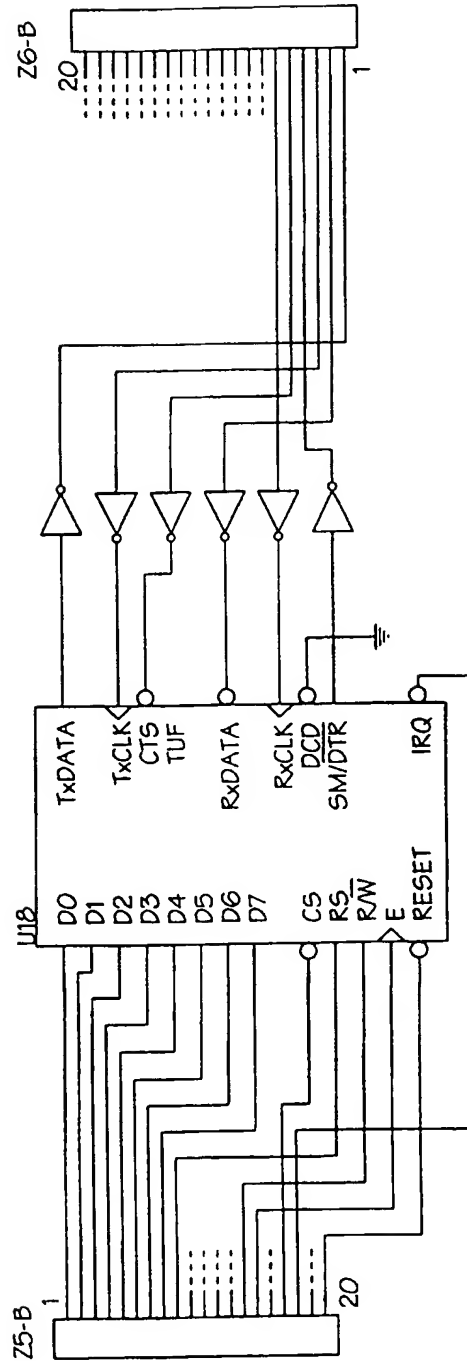 Z5-B
1
20
U18
D0
D1
D2
D3
D4
D5
D6
D7
CS
RS
R/W̅
E
RESET
TxDATA
TxCLK
CTS
TUF
RxDATA
RxCLK
DCD
SM/D̅T̅R̅
IRQ
Z6-B
20
1